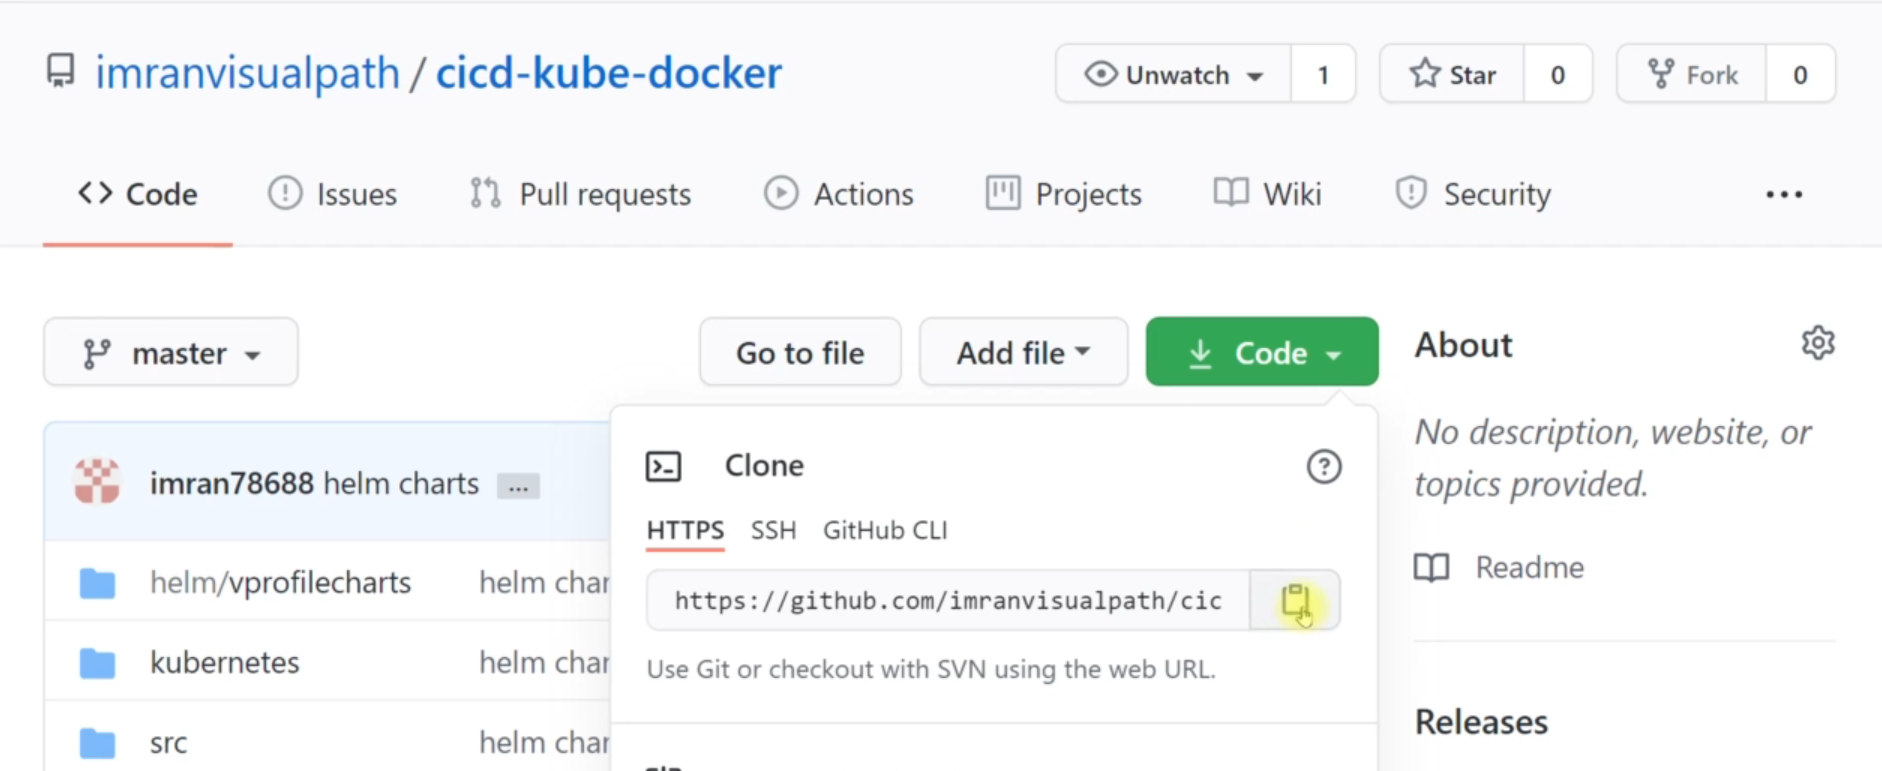 imranvisualpath / cicd-kube-docker
Unwatch 1 Star 0 Fork 0
Code Issues Pull requests Actions Projects Wiki Security ...
master Go to file Add file Code
About
No description, website, or
topics provided.
Readme
Releases
imran78688 helm charts ...
helm/vprofilecharts helm char
kubernetes helm char
src helm char
Clone
HTTPS SSH GitHub CLI
https://github.com/imranvisualpath/cic
Use Git or checkout with SVN using the web URL.